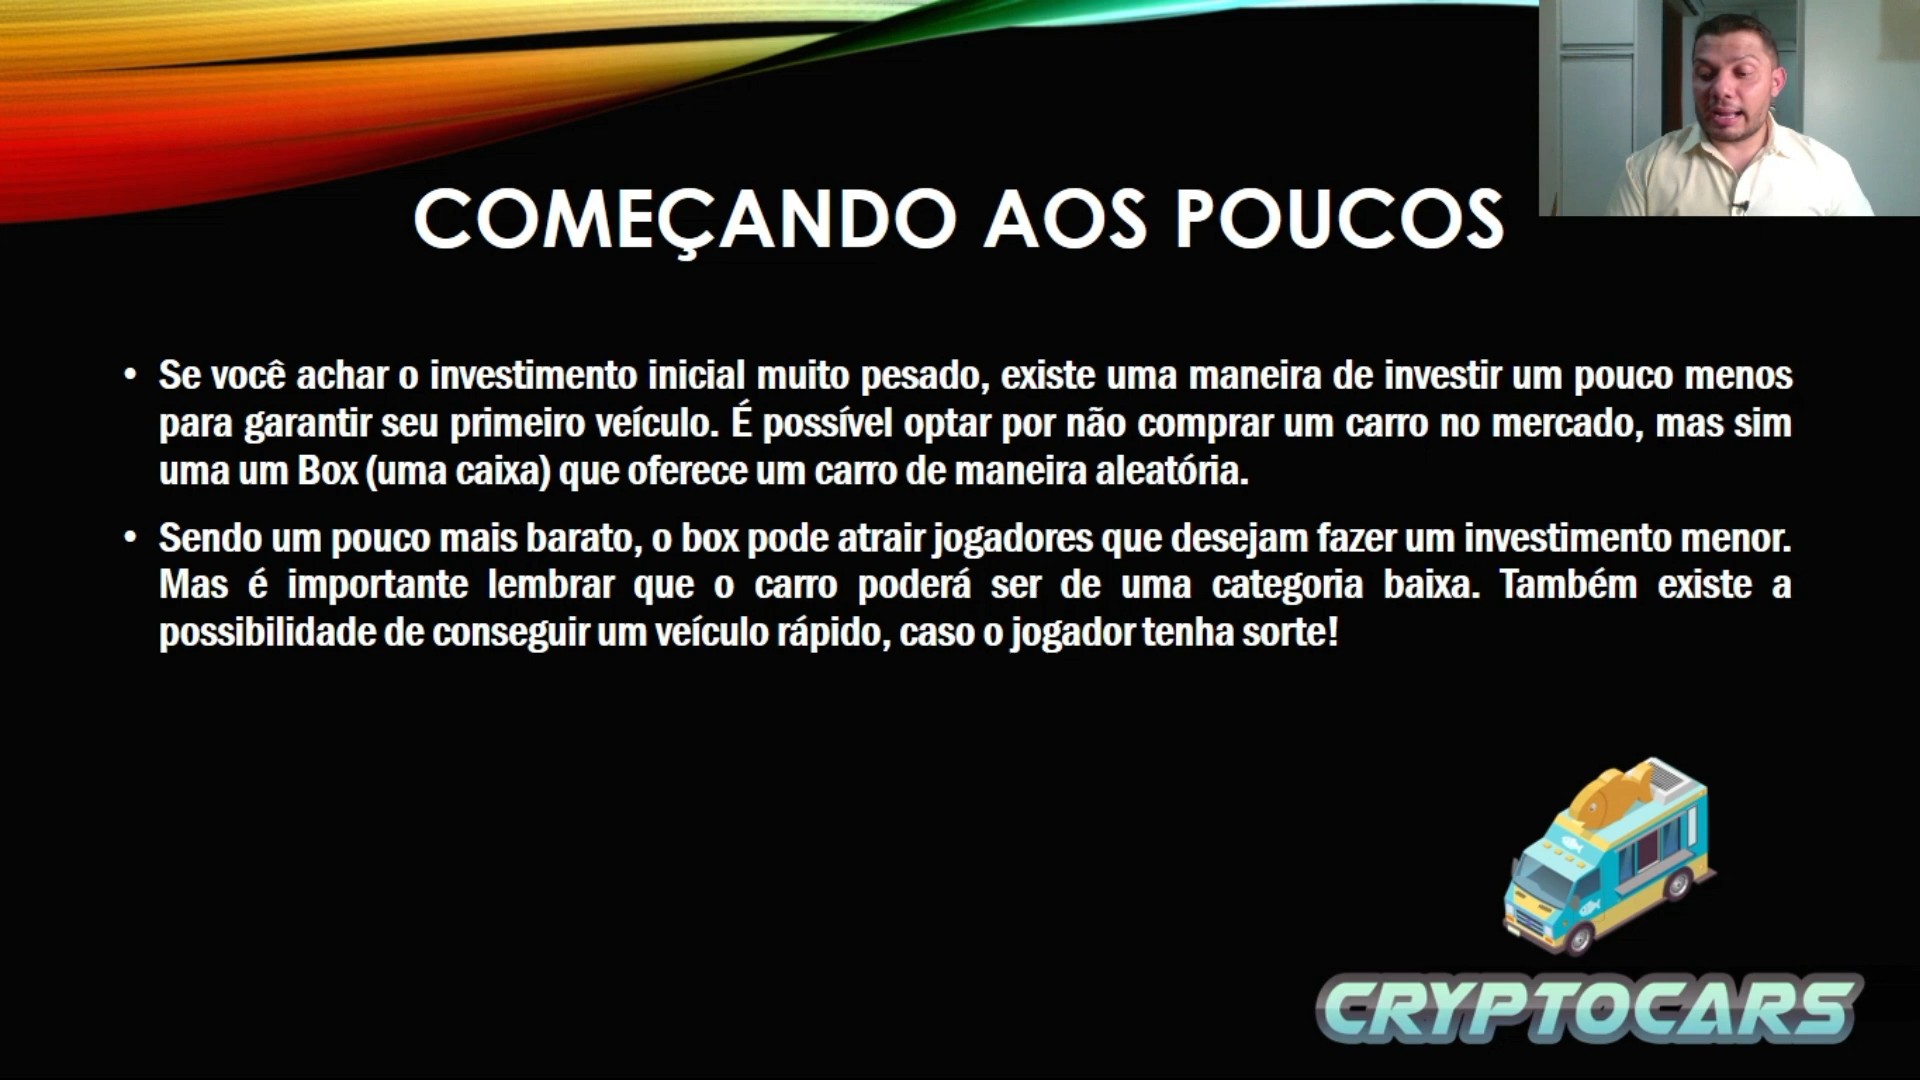 COMEÇANDO AOS POUCOS
• Se você achar o investimento inicial muito pesado, existe uma maneira de investir um pouco menos
para garantir seu primeiro veículo. É possível optar por não comprar um carro no mercado, mas sim
uma um Box (uma caixa) que oferece um carro de maneira aleatória.
• Sendo um pouco mais barato, o box pode atrair jogadores que desejam fazer um investimento menor.
Mas é importante lembrar que o carro poderá ser de uma categoria baixa. Também existe a
possibilidade de conseguir um veículo rápido, caso o jogador tenha sorte!
CRYPTOCARS